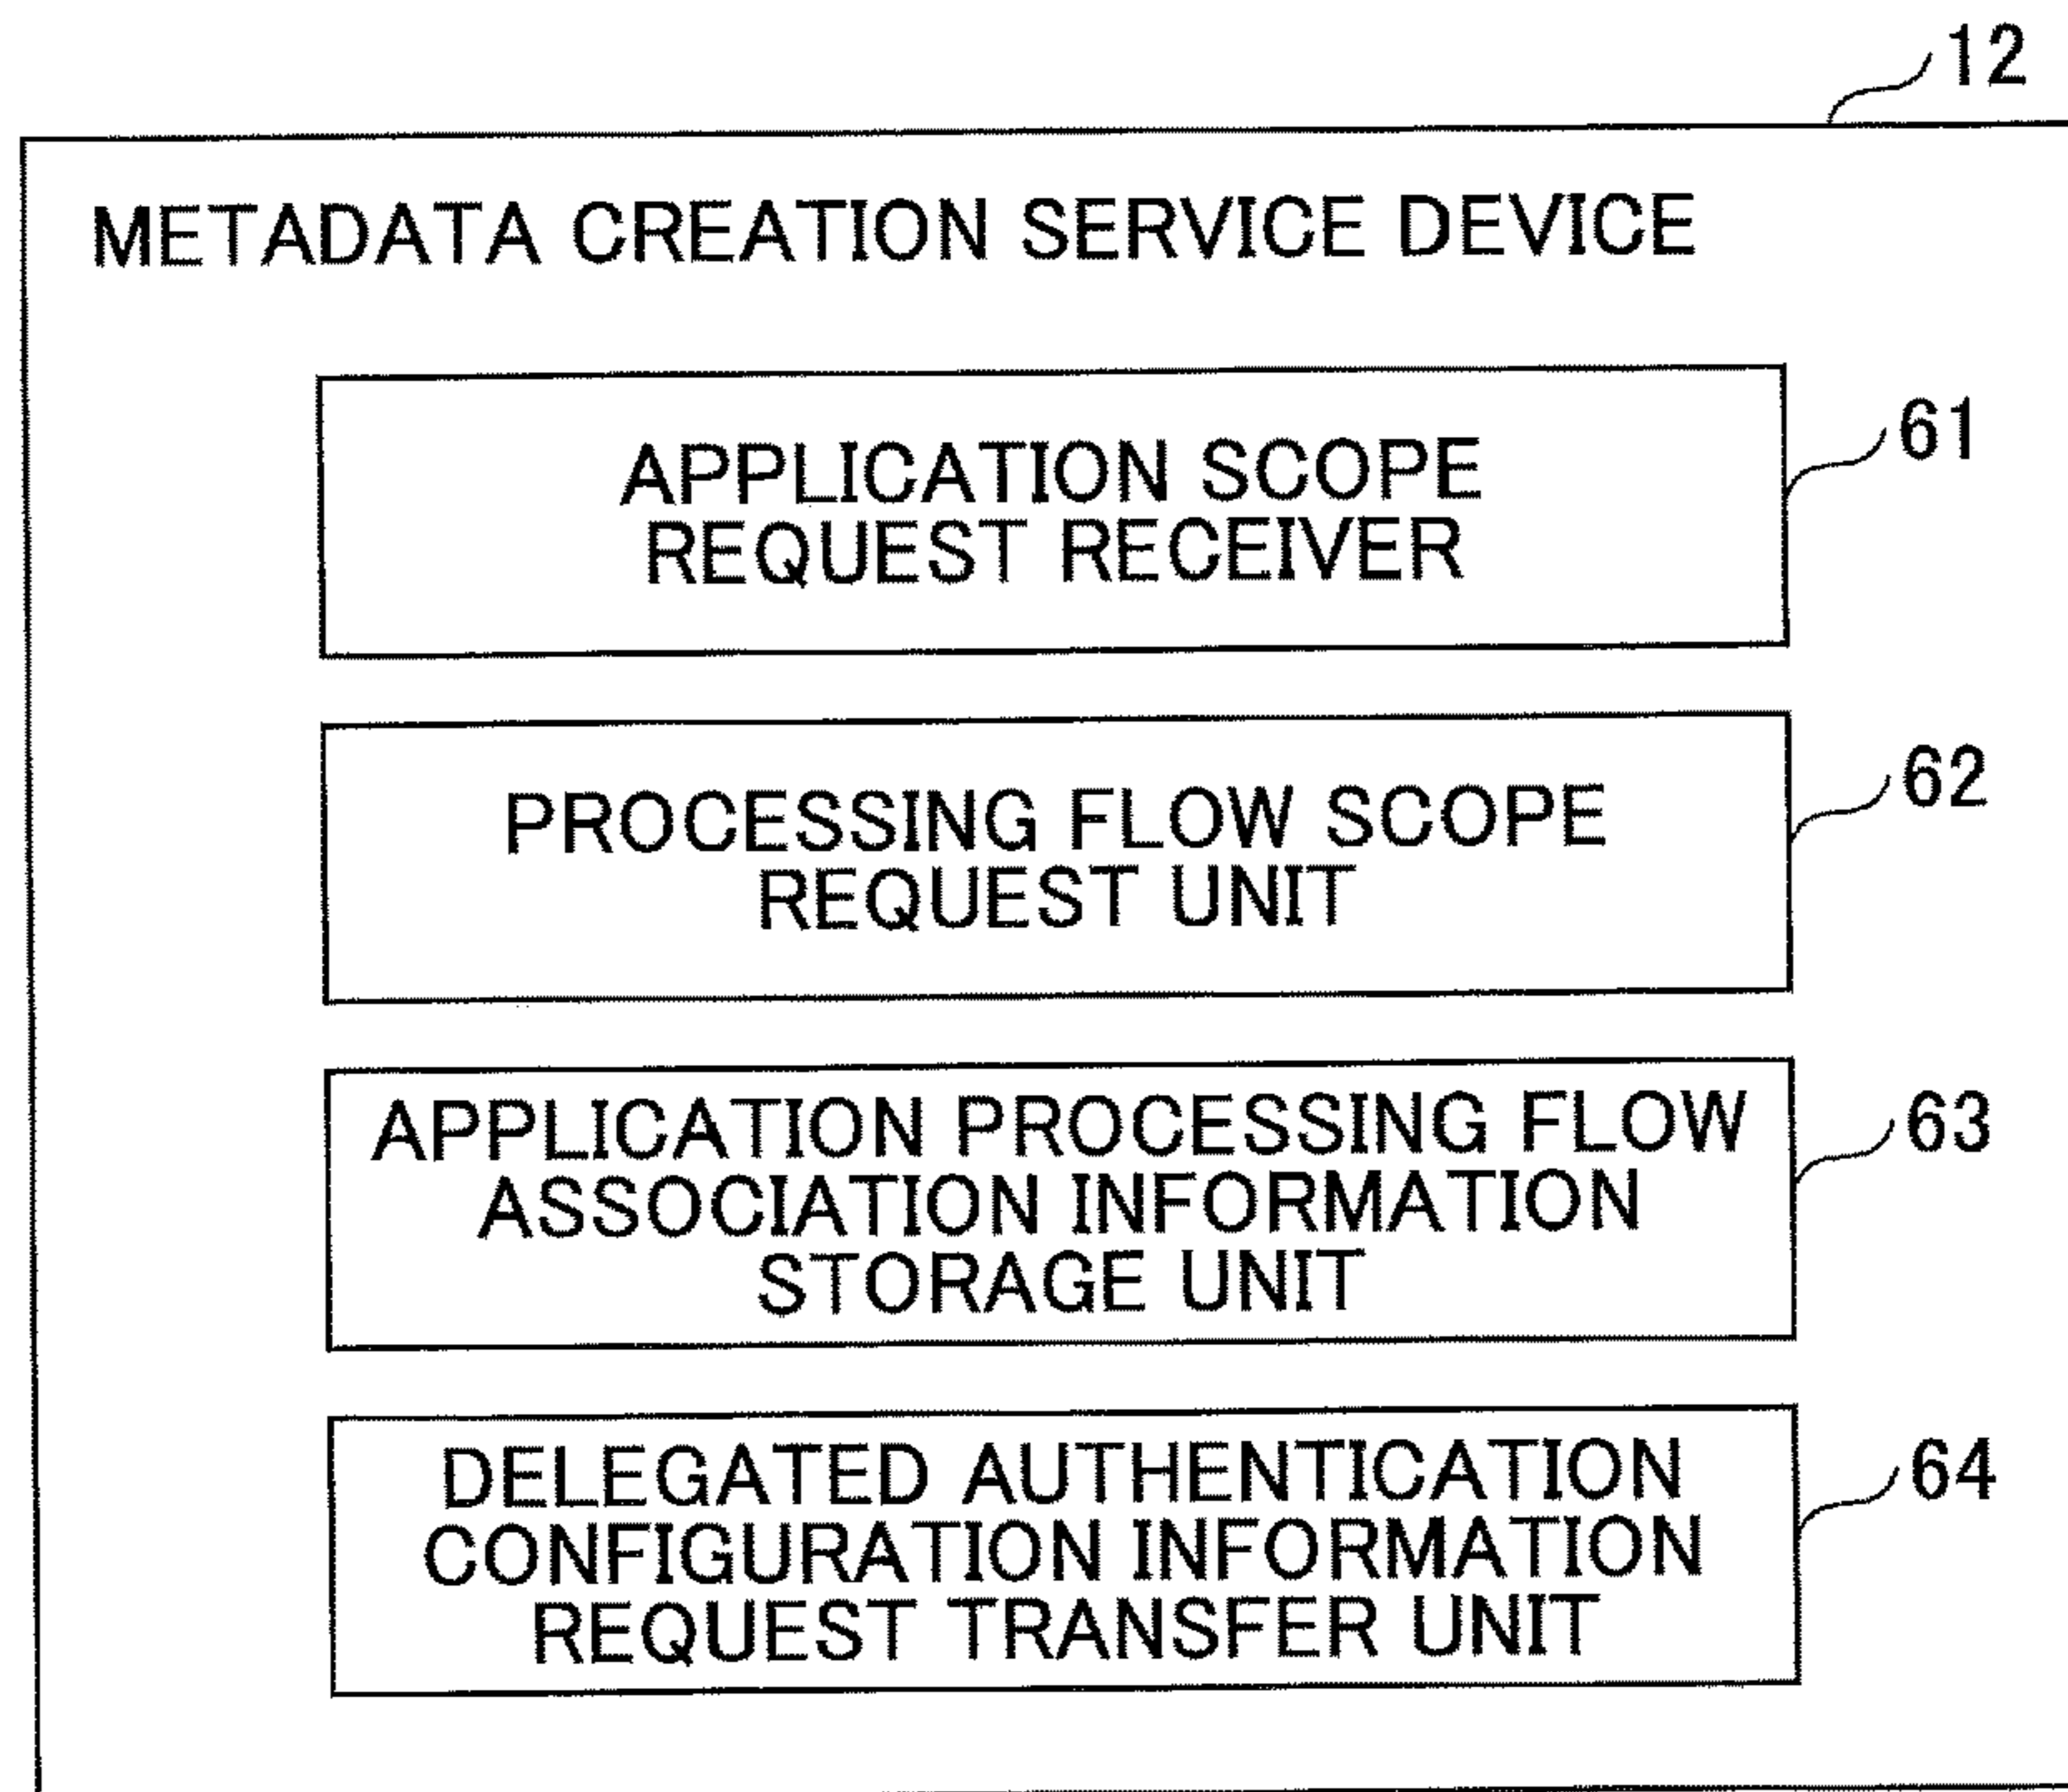 12
METADATA CREATION SERVICE DEVICE
APPLICATION SCOPE
REQUEST RECEIVER
61
PROCESSING FLOW SCOPE
REQUEST UNIT
62
APPLICATION PROCESSING FLOW
ASSOCIATION INFORMATION
STORAGE UNIT
63
DELEGATED AUTHENTICATION
CONFIGURATION INFORMATION
REQUEST TRANSFER UNIT
64